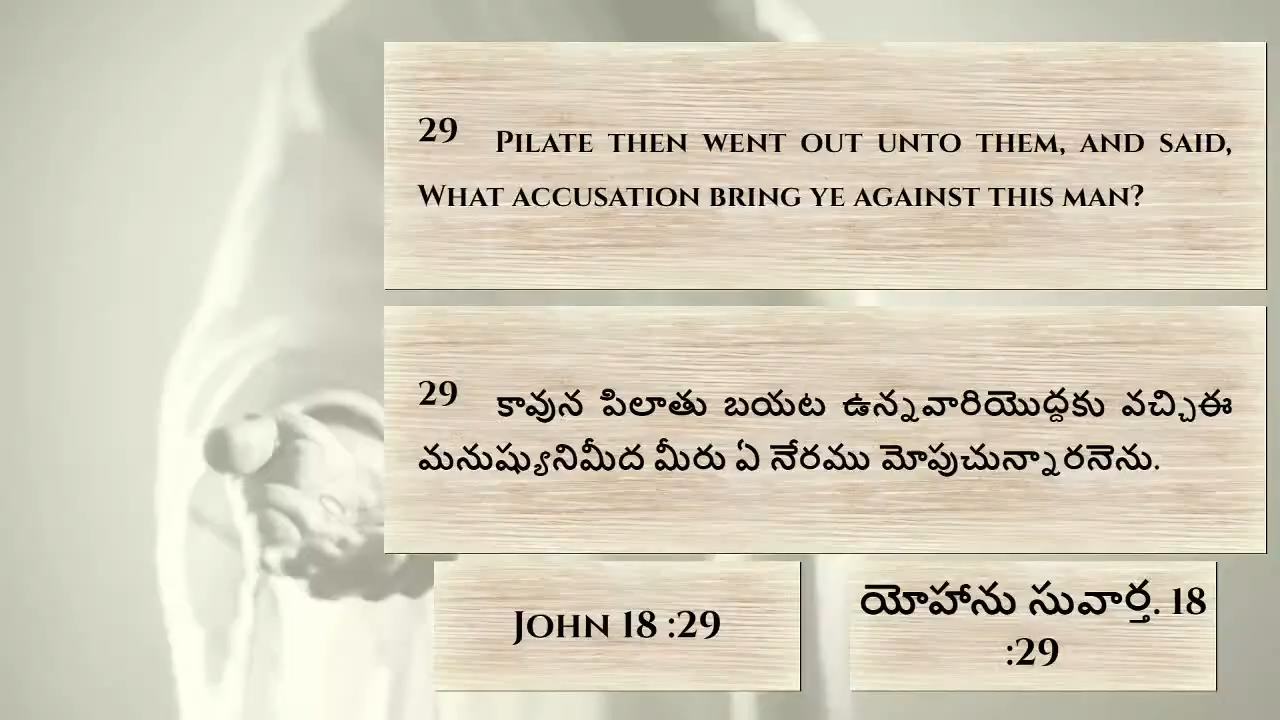 29 Pilate then went out unto them, and said,
What accusation bring ye against this man?
29 కావున పిలాతు బయట ఉన్నవారియొద్దకు వచ్చిఈ
మనుష్యునిమీద మీరు ఏ నేరము మోపుచున్నారనెను.
John 18 :29
యోహాను సువార్త. 18
:29